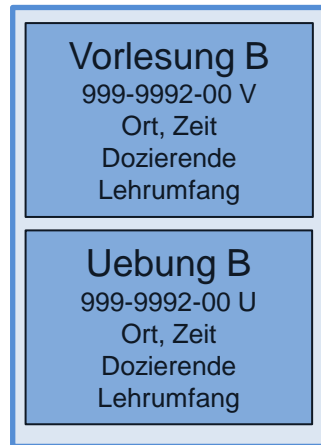 Vorlesung B
999-9992-00 V
Ort, Zeit
Dozierende
Lehrumfang
Uebung B
999-9992-00 U
Ort, Zeit
Dozierende
Lehrumfang